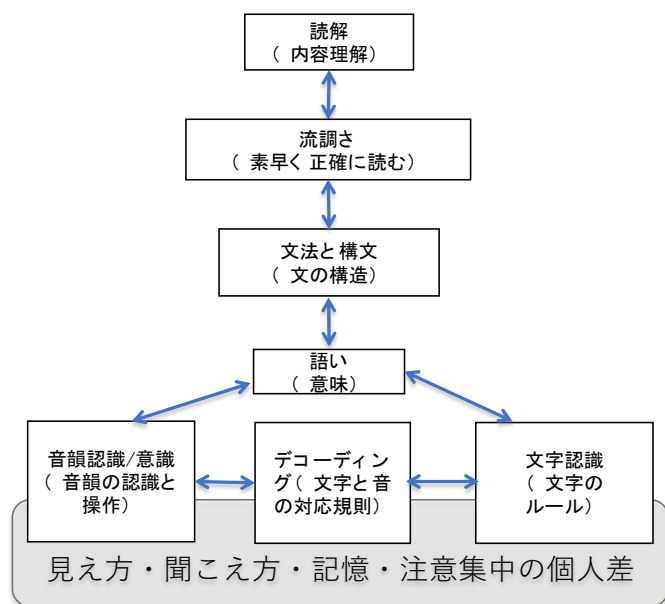 読解
（ 内容理解）
流調さ
（ 素早く 正確に読む）
文法と 構文
（ 文の構造）
語い
（ 意味）
音韻認識/意識
（ 音韻の認識と
操作）
デコーディン
グ（ 文字と 音
の対応規則）
文字認識
（ 文字の
ルール）
見え方・聞こえ方・記憶・注意集中の個人差